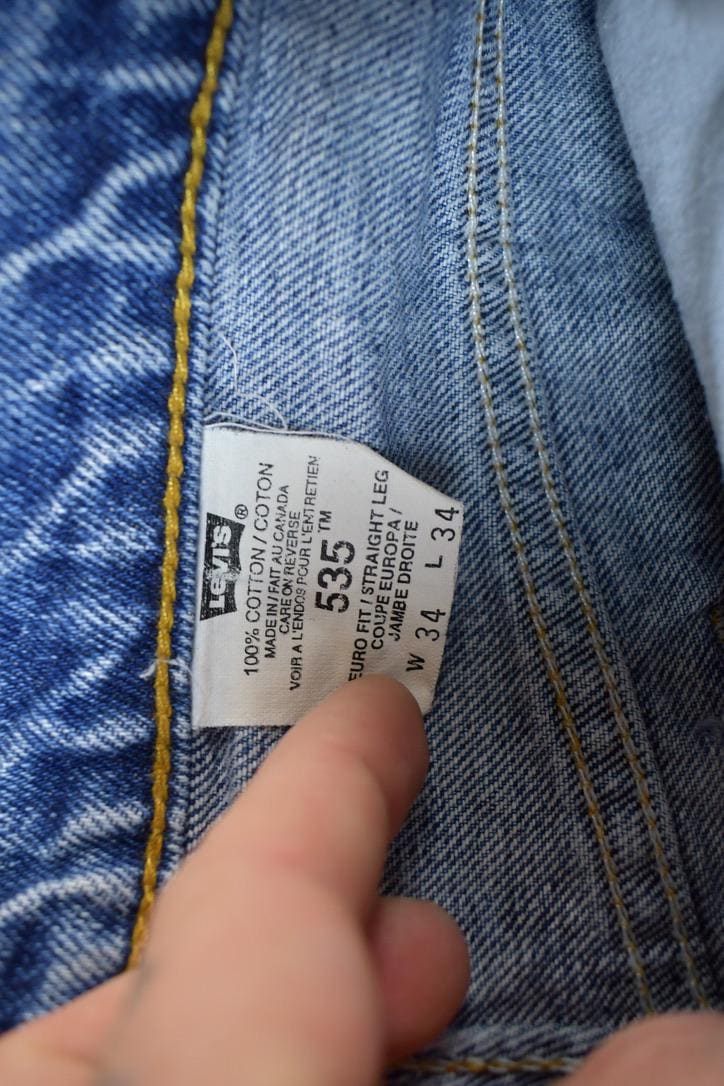 Levi's®
100% COTTON / COTON
MADE IN / FAIT AU CANADA
CARE ON REVERSE
VOIR A L'ENDOS POUR L'ENTRETIEN
535™
EURO FIT / STRAIGHT LEG
COUPE EUROPA /
JAMBE DROITE
W 34 L 34